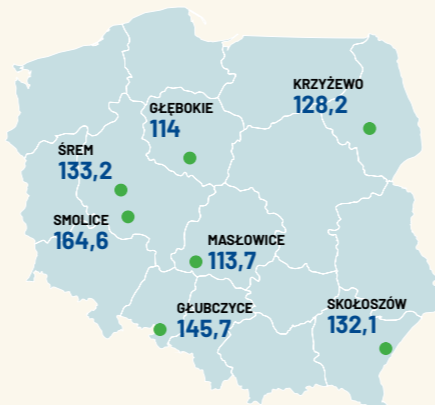 KRZYŻEWO
128,2
GŁĘBOKIE
114
ŚREM
133,2
SMOLICE
164,6
MASŁOWICE
113,7
GŁUBCZYCE
145,7
SKOŁOSZÓW
132,1